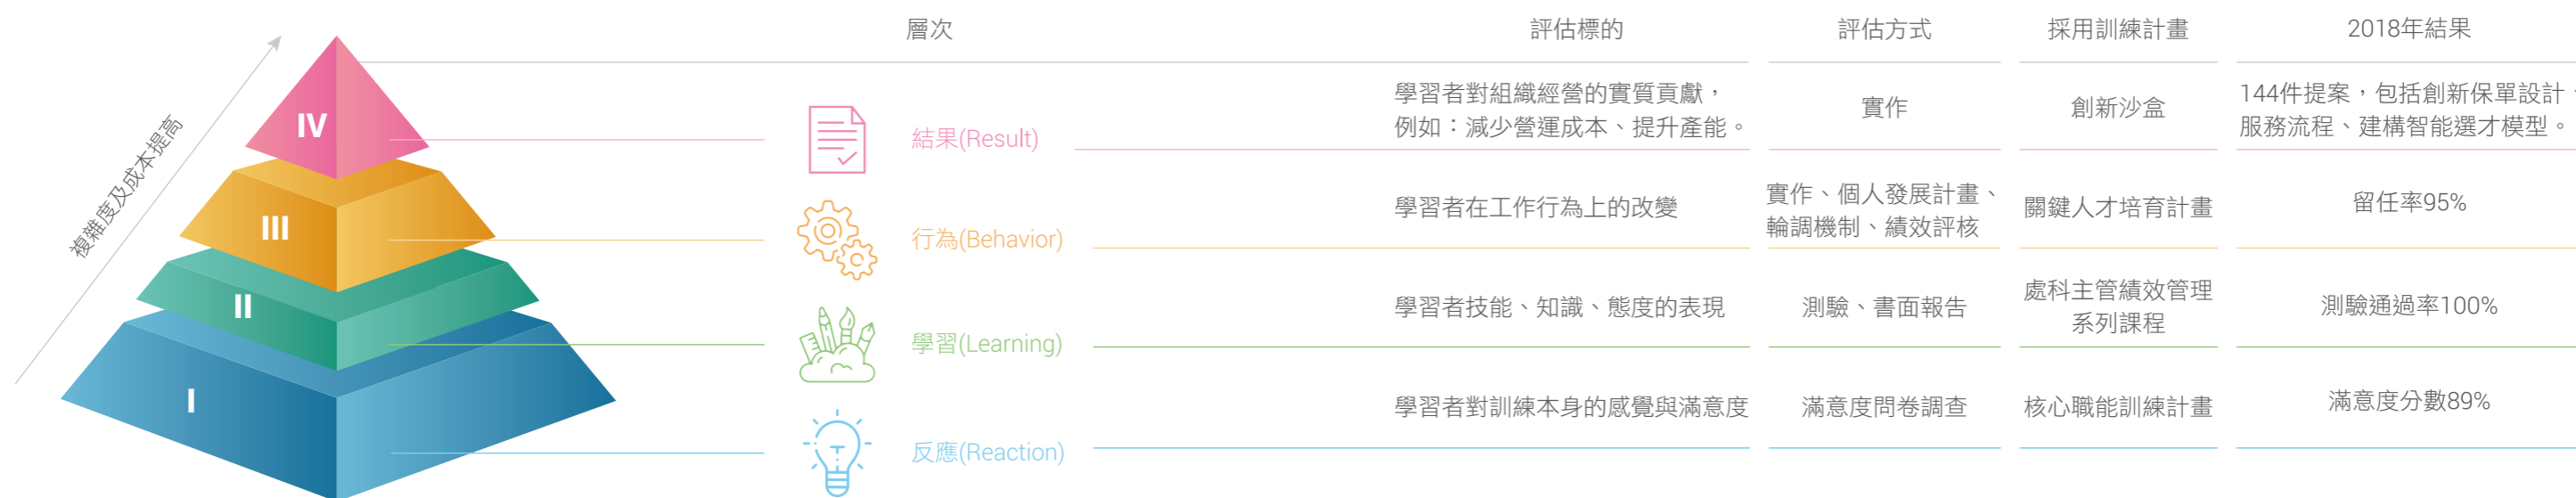 層次 評估標的 評估方式 採用訓練計畫 2018年結果
複雜度及成本提高
IV
結果(Result)
學習者對組織經營的實質貢獻，
例如：減少營運成本、提升產能。
實作
創新沙盒
144件提案，包括創新保單設計、
服務流程、建構智能選才模型。
III
行為(Behavior)
學習者在工作行為上的改變
實作、個人發展計畫、
輪調機制、績效評核
關鍵人才培育計畫
留任率95%
II
學習(Learning)
學習者技能、知識、態度的表現
測驗、書面報告
處科主管績效管理
系列課程
測驗通過率100%
I
反應(Reaction)
學習者對訓練本身的感覺與滿意度
滿意度問卷調查
核心職能訓練計畫
滿意度分數89%